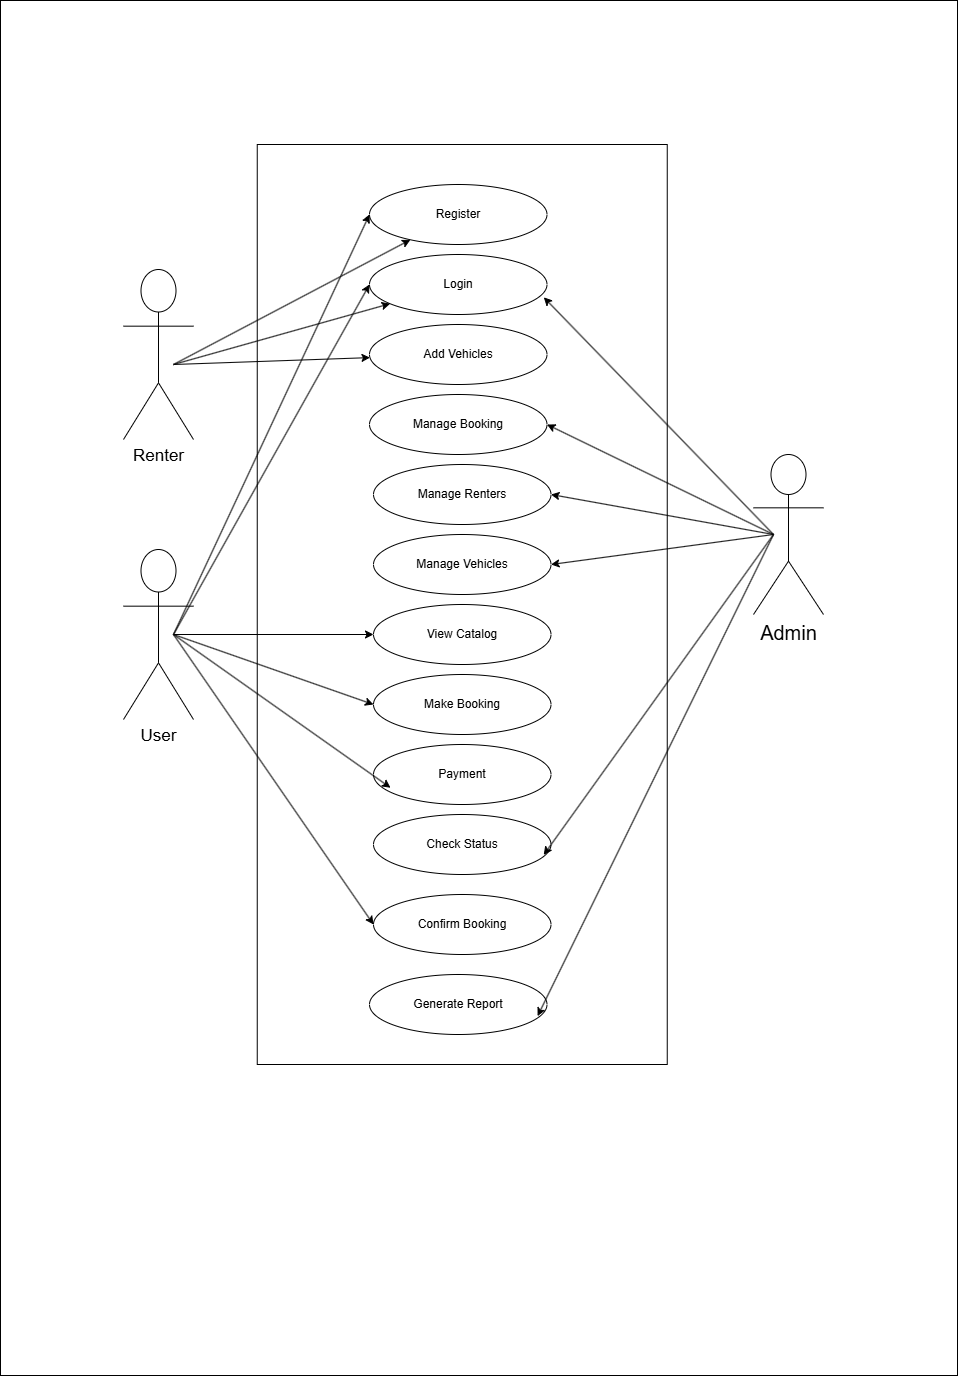 Register
Login
Add Vehicles
Renter
Manage Booking
Manage Renters
Manage Vehicles
View Catalog
Admin
Make Booking
User
Payment
Check Status
Confirm Booking
Generate Report